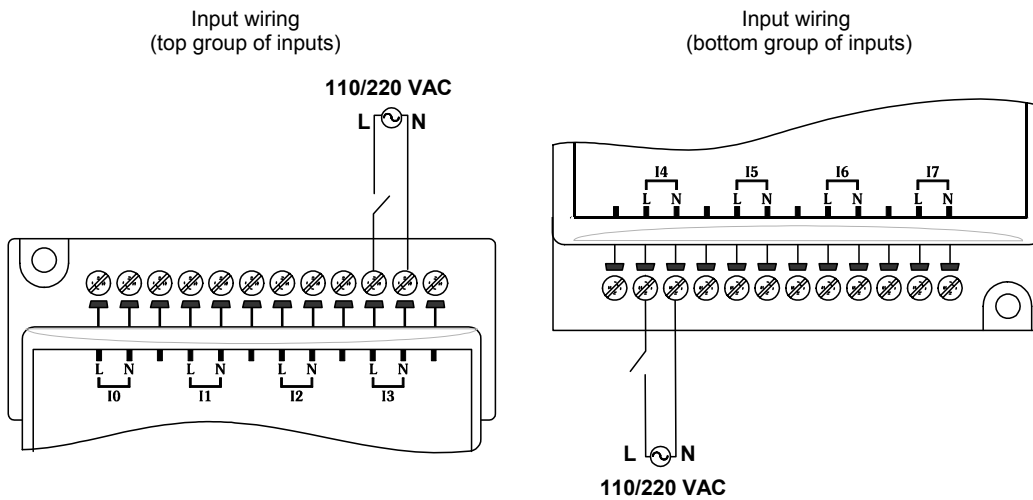 Input wiring
(top group of inputs)
110/220 VAC
L N
L N L N L N L N
I0 I1 I2 I3
Input wiring
(bottom group of inputs)
I4 I5 I6 I7
L N L N L N L N
L N
110/220 VAC